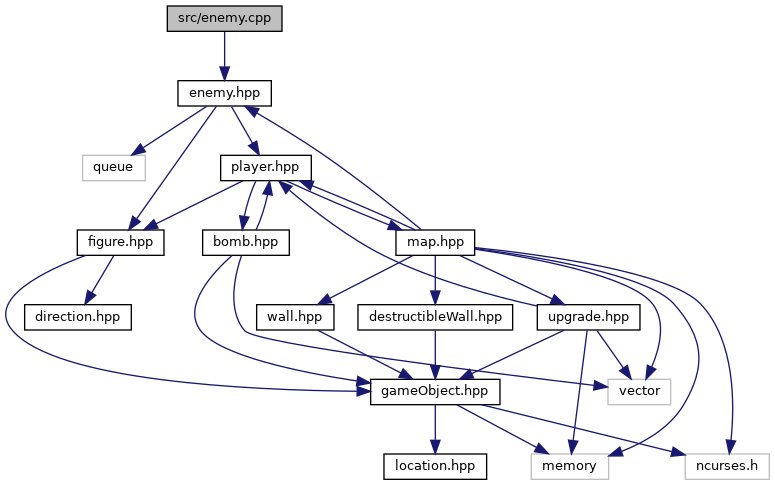 src/enemy.cpp
enemy.hpp
queue
player.hpp
figure.hpp
bomb.hpp
map.hpp
direction.hpp
wall.hpp
destructibleWall.hpp
upgrade.hpp
gameObject.hpp
vector
location.hpp
memory
ncurses.h